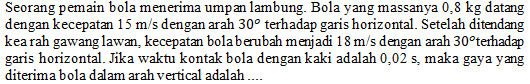 Seorang pemain bola menerima umpan lambung. Bola yang massanya 0,8 kg datang
dengan kecepatan 15 m/s dengan arah 30° terhadap garis horizontal. Setelah ditendang
ke arah gawang lawan, kecepatan bola berubah menjadi 18 m/s dengan arah 30°terhadap
garis horizontal. Jika waktu kontak bola dengan kaki adalah 0,02 s, maka gaya yang
diterima bola dalam arah vertical adalah ....